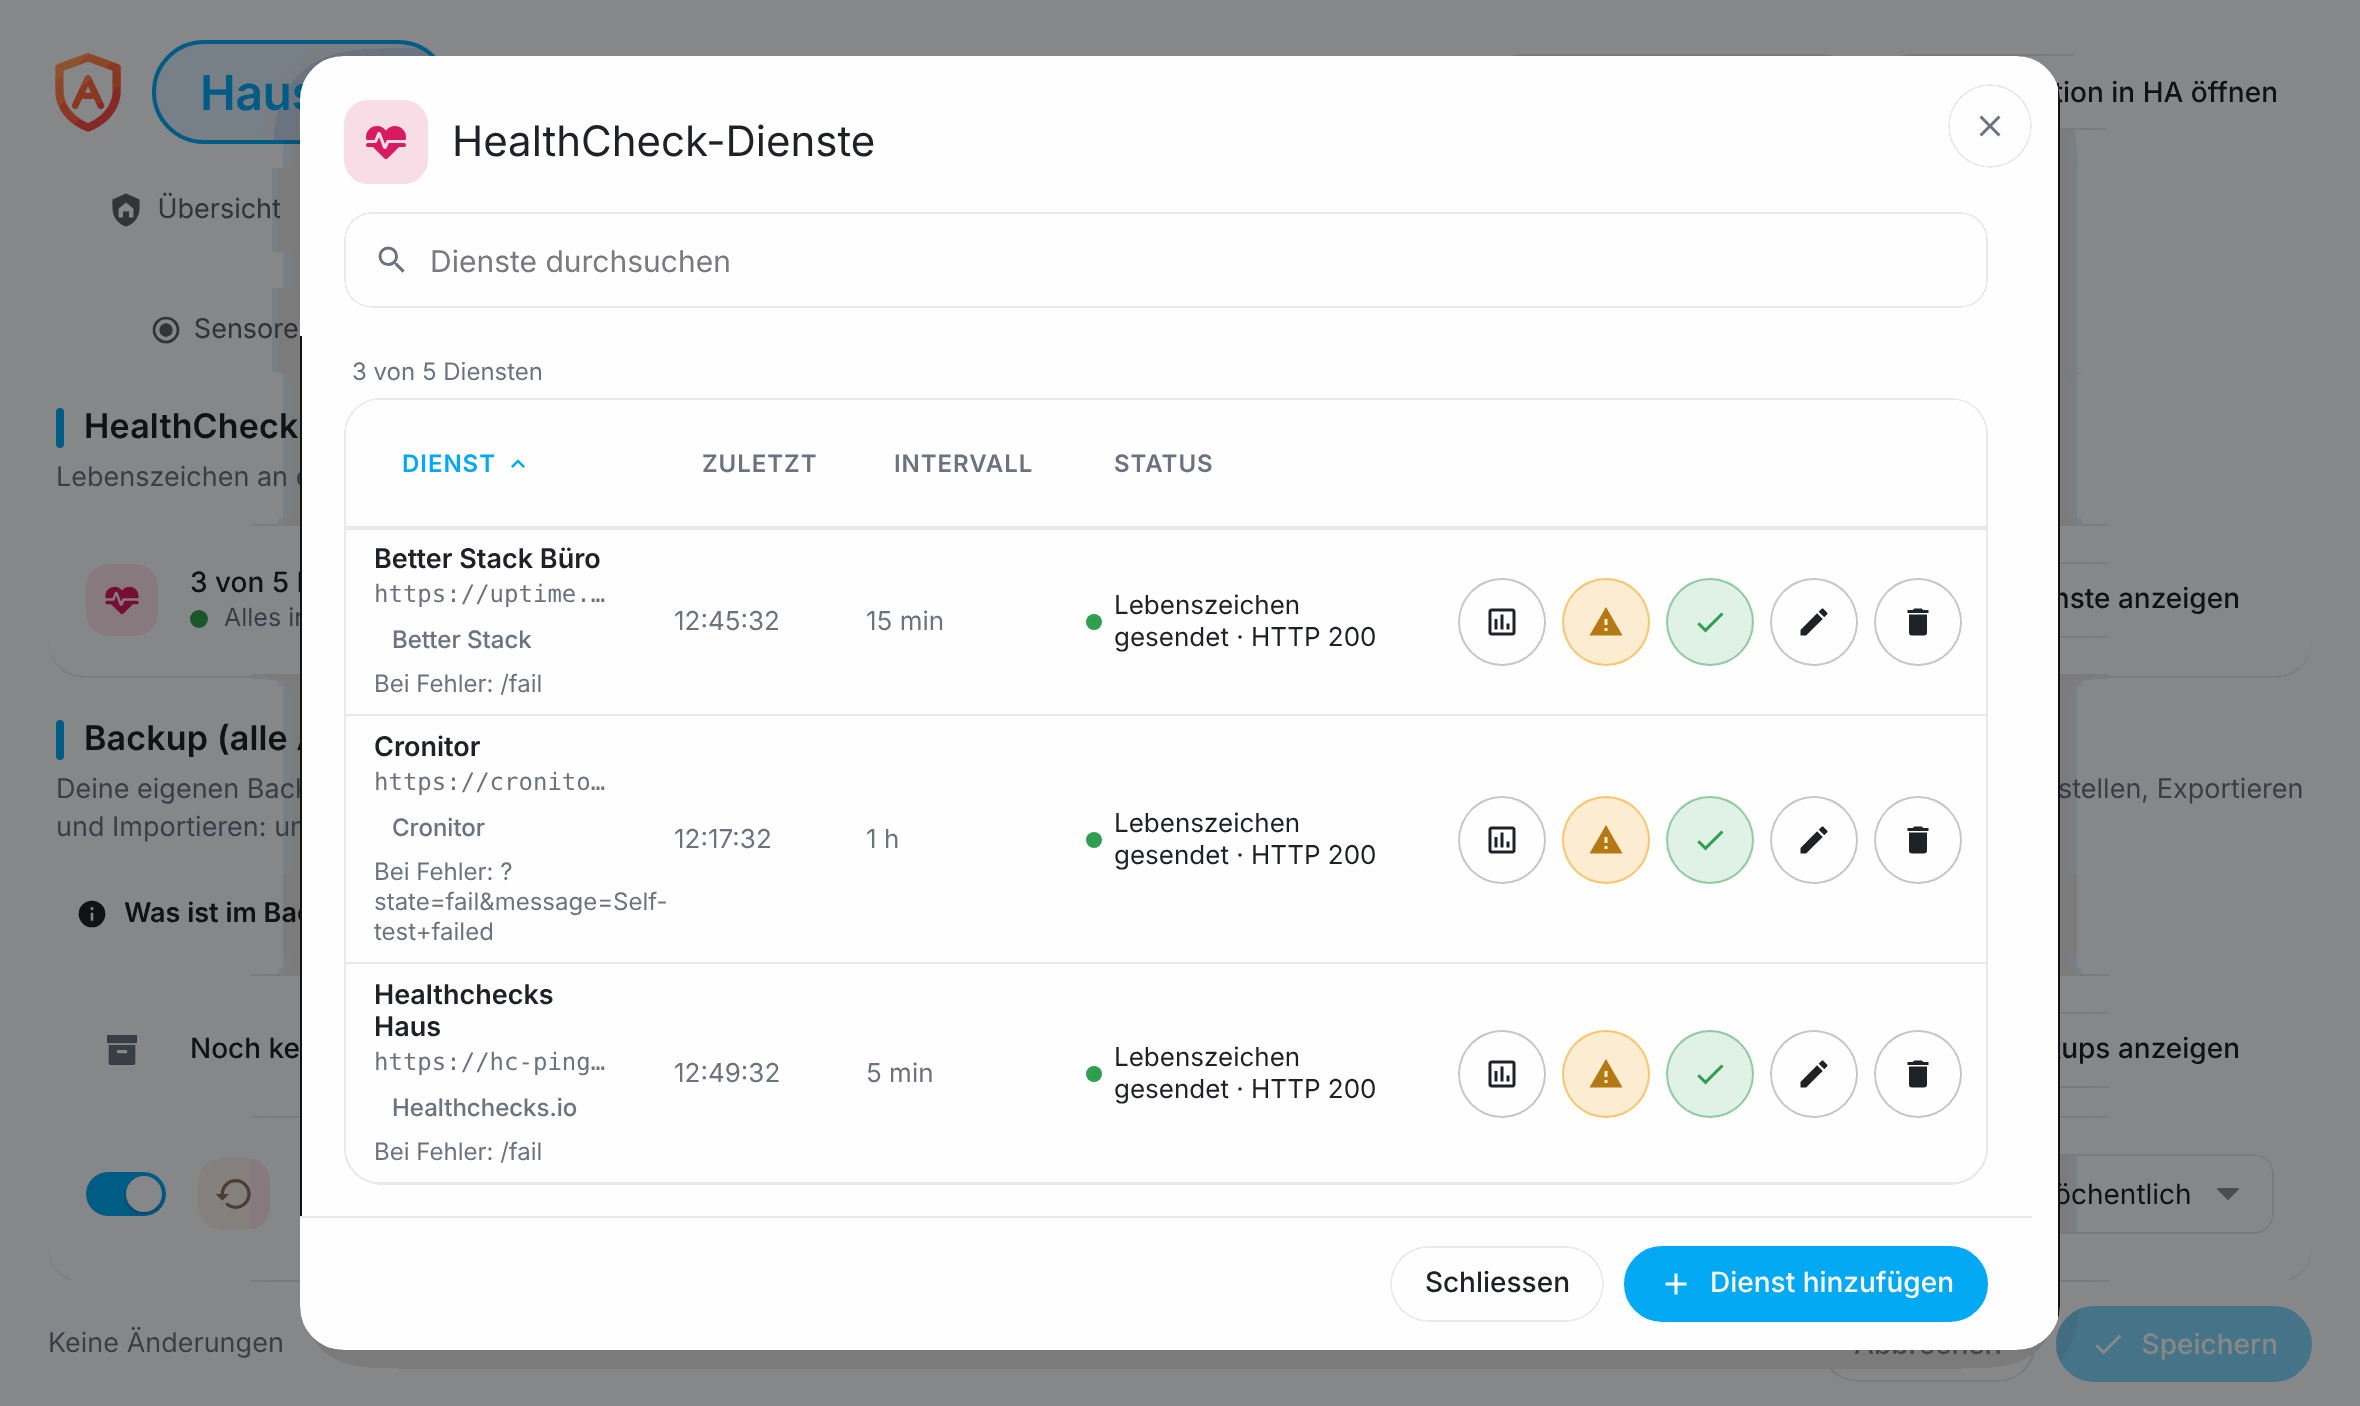 Haus
tion in HA öffnen
HealthCheck-Dienste
Übersicht
Dienste durchsuchen
Sensore
3 von 5 Diensten
HealthCheck
Lebenszeichen an e
DIENST
ZULETZT
INTERVALL
STATUS
Better Stack Büro
https://uptime.…
Better Stack
Bei Fehler: /fail
12:45:32
15 min
Lebenszeichen
gesendet · HTTP 200
3 von 5
Alles in
nste anzeigen
Cronitor
https://cronito…
Cronitor
Bei Fehler: ?
state=fail&message=Self-
test+failed
12:17:32
1 h
Lebenszeichen
gesendet · HTTP 200
Backup (alle A
Deine eigenen Back
stellen, Exportieren
und Importieren: un
Was ist im Bac
Healthchecks
Haus
https://hc-ping…
Healthchecks.io
Bei Fehler: /fail
12:49:32
5 min
Lebenszeichen
gesendet · HTTP 200
Noch ke
ups anzeigen
öchentlich
Schliessen
Dienst hinzufügen
Keine Änderungen
Abbrechen
Speichern